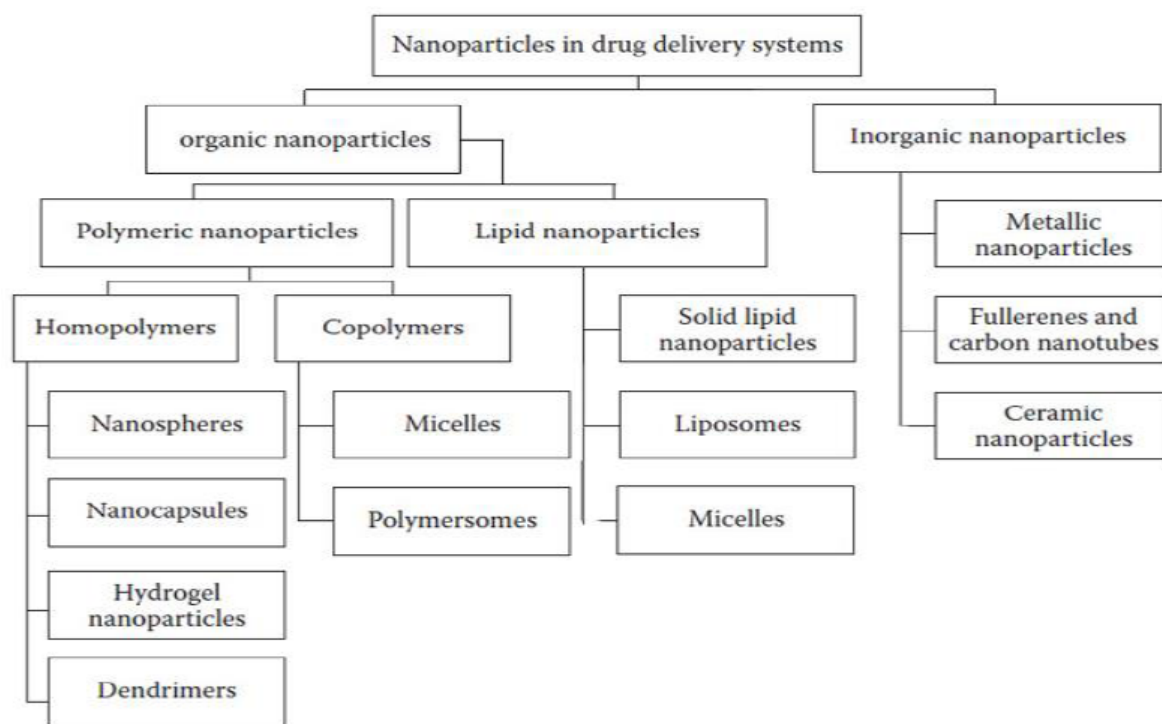 Nanoparticles in drug delivery systems
organic nanoparticles
Inorganic nanoparticles
Polymeric nanoparticles
Lipid nanoparticles
Metallic
nanoparticles
Homopolymers
Copolymers
Solid lipid
nanoparticles
Fullerenes and
carbon nanotubes
Nanospheres
Micelles
Liposomes
Ceramic
nanoparticles
Nanocapsules
Polymersomes
Micelles
Hydrogel
nanoparticles
Dendrimers